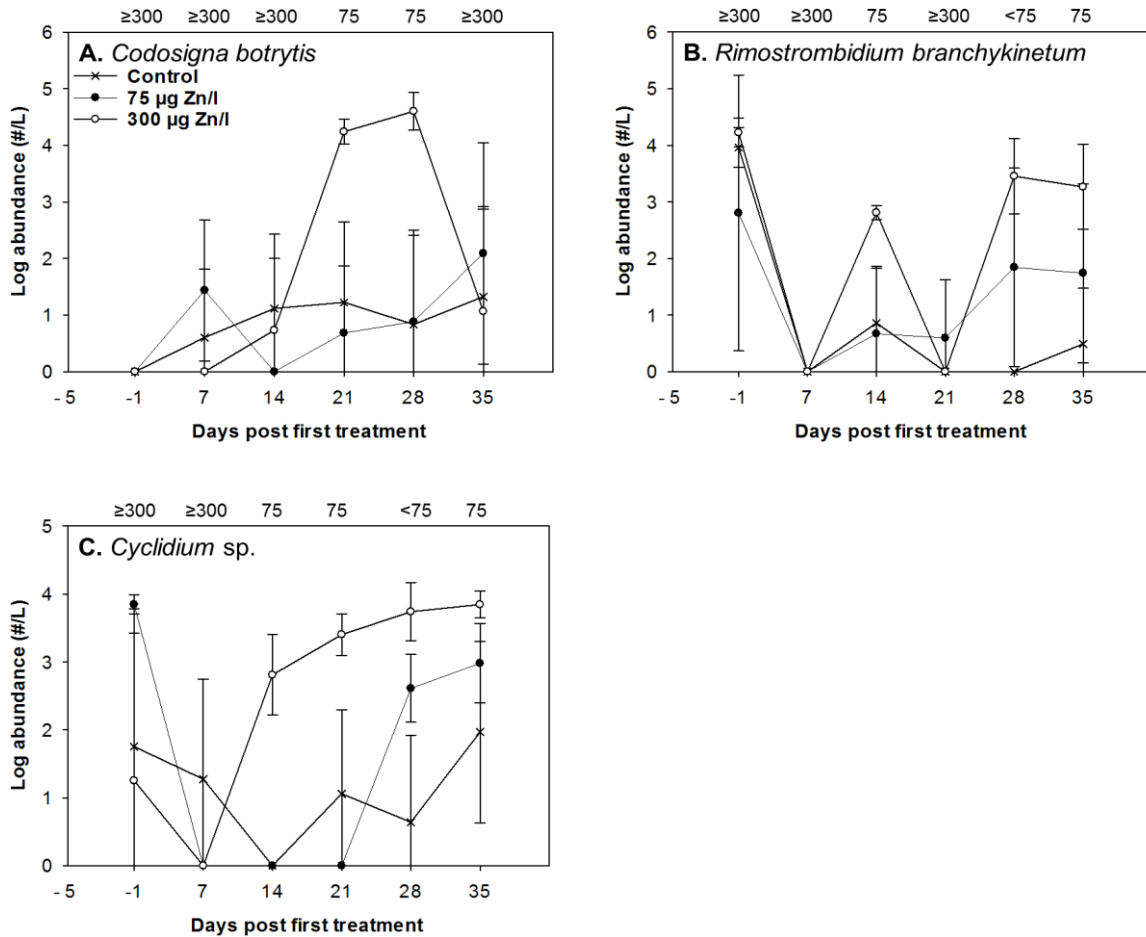 ≥300 ≥300 ≥300 75 75 ≥300
A. Codosigna botrytis
Control
75 µg Zn/l
300 µg Zn/l
6
5
4
3
2
1
0
Log abundance (#/L)
- 5 -1 7 14 21 28 35
Days post first treatment
≥300 ≥300 75 ≥300 <75 75
B. Rimostrombidium branchykinetum
6
5
4
3
2
1
0
Log abundance (#/L)
- 5 -1 7 14 21 28 35
Days post first treatment
≥300 ≥300 75 75 <75 75
C. Cyclidium sp.
5
4
3
2
1
0
Log abundance (#/L)
- 5 -1 7 14 21 28 35
Days post first treatment